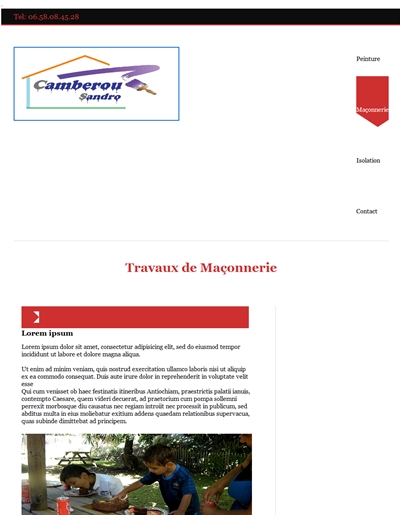 Tel: 06.58.08.45.28
Camberou
Sandro
Peinture
Maçonnerie
Isolation
Contact
Travaux de Maçonnerie
Lorem ipsum
Lorem ipsum dolor sit amet, consectetur adipisicing elit, sed do eiusmod tempor
incididunt ut labore et dolore magna aliqua.
Ut enim ad minim veniam, quis nostrud exercitation ullamco laboris nisi ut aliquip
ex ea commodo consequat. Duis aute irure dolor in reprehenderit in voluptate velit
esse
Qui cum venisset ob haec festinatis itineribus Antiochiam, praestrictis palatii ianuis,
contempto Caesare, quem videri decuerat, ad praetorium cum pompa sollemni
perrexit morbosque diu causatus nec regiam introiit nec processit in publicum, sed
abditus multa in eius moliebatur exitium addens quaedam relationibus supervacua,
quas subinde dimittebat ad principem.